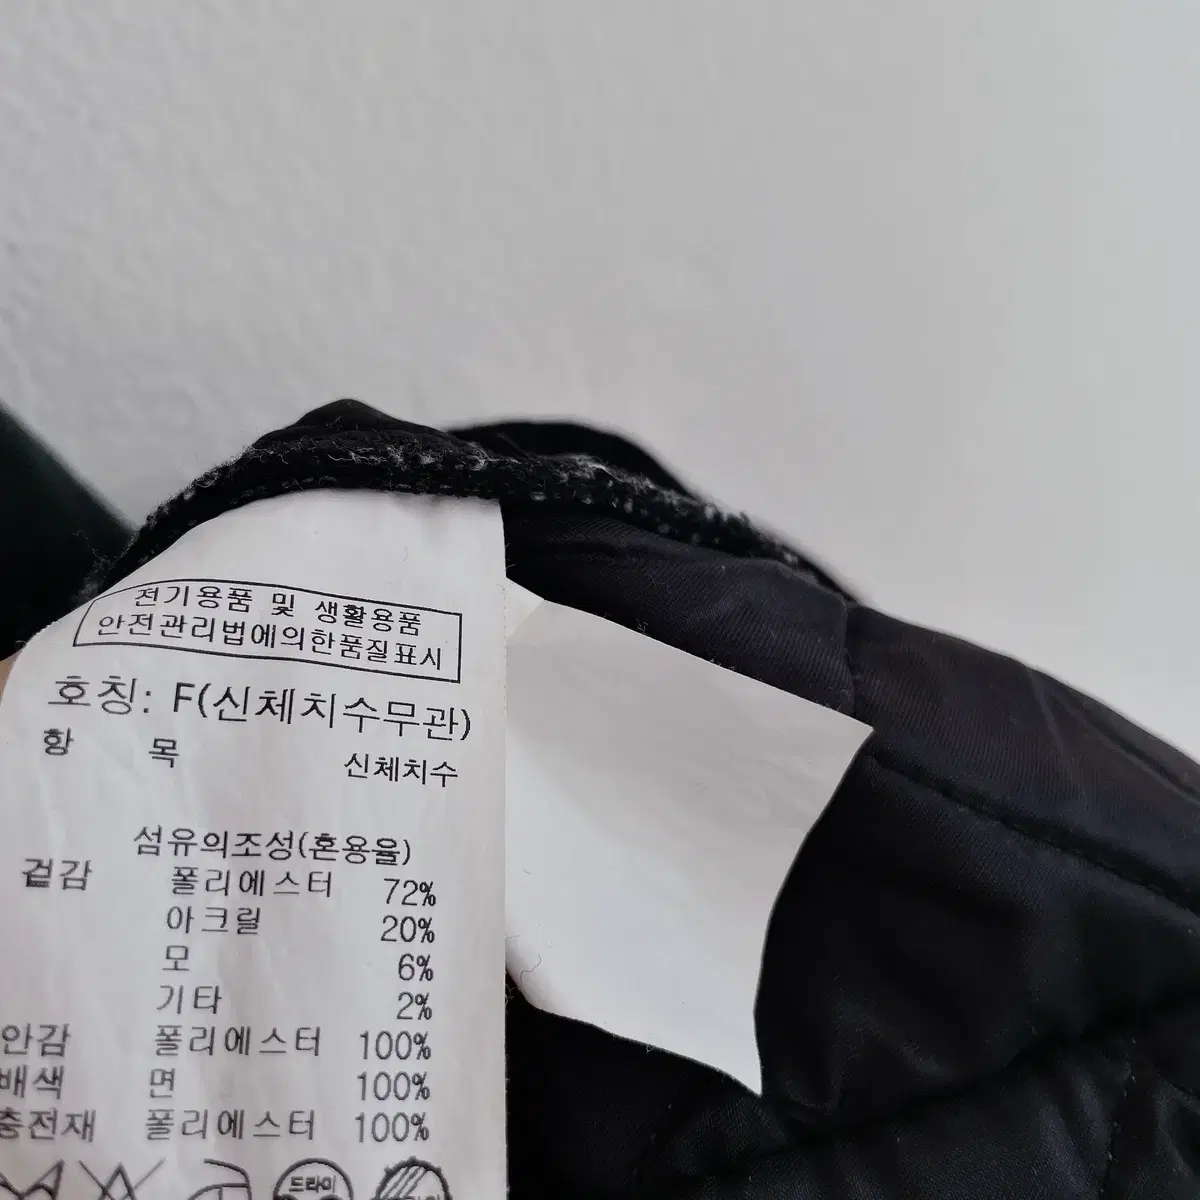 전기용품 및 생활용품
안전관리법에의한품질표시
호칭: F(신체치수무관)
항 목 신체치수
섬유의조성(혼용율)
겉감 폴리에스터 72%
아크릴 20%
모 6%
기타 2%
안감 폴리에스터 100%
배색 면 100%
충전재 폴리에스터 100%
드라이